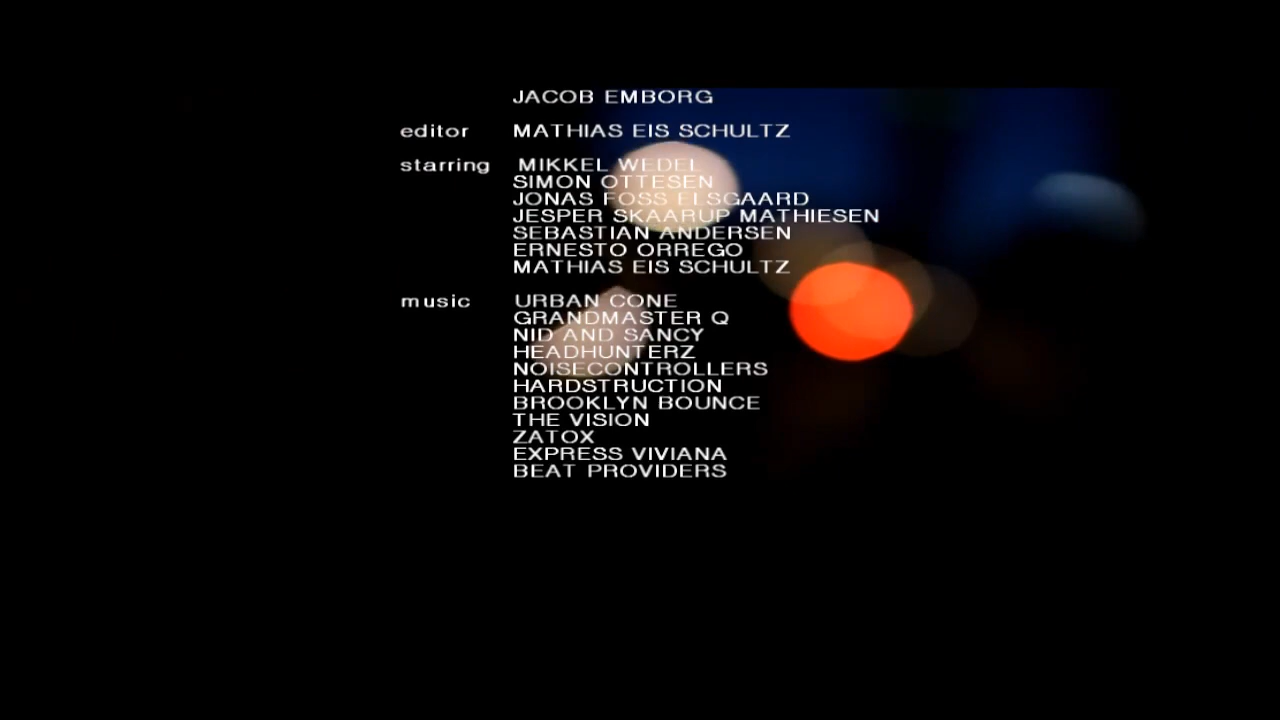 JACOB EMBORG
editor MATHIAS EIS SCHULTZ
starring MIKKEL WEDEL
SIMON OTTESEN
JONAS FOSS ELSGAARD
JESPER SKAARUP MATHIESEN
SEBASTIAN ANDERSEN
ERNESTO ORREGO
MATHIAS EIS SCHULTZ
music URBAN CONE
GRANDMASTER Q
NID AND SANCY
HEADHUNTERZ
NOISECONTROLLERS
HARDSTRUCTION
BROOKLYN BOUNCE
THE VISION
ZATOX
EXPRESS VIVIANA
BEAT PROVIDERS